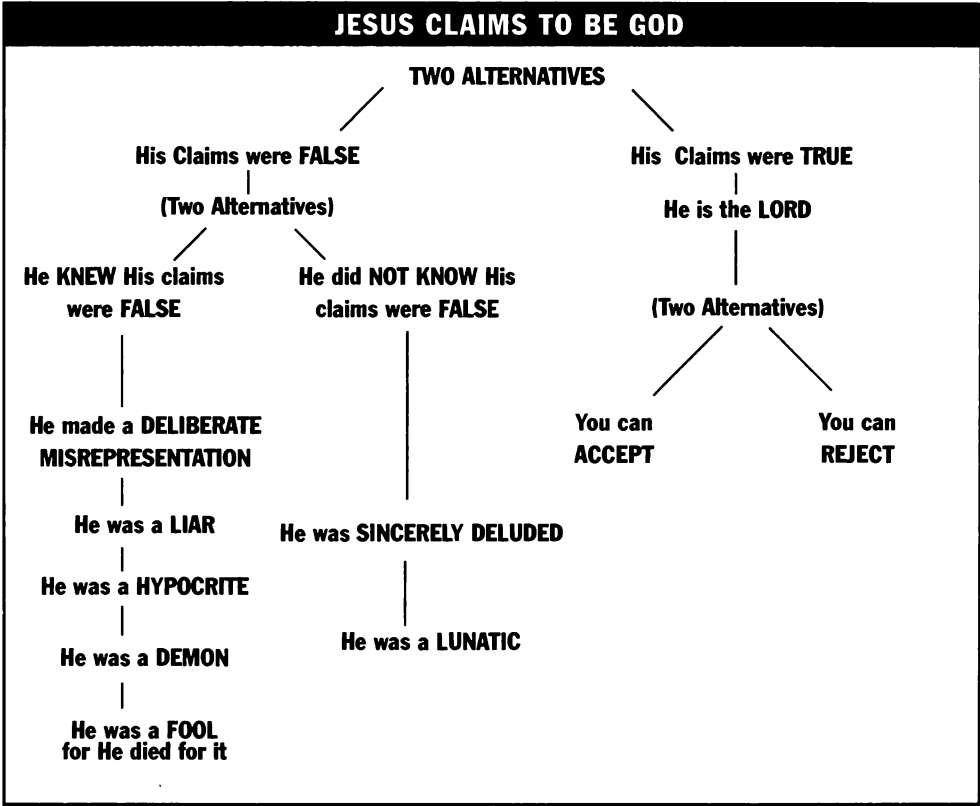 JESUS CLAIMS TO BE GOD
TWO ALTERNATIVES
His Claims were FALSE
(Two Alternatives)
He KNEW His claims
were FALSE
He made a DELIBERATE
MISREPRESENTATION
He was a LIAR
He was a HYPOCRITE
He was a DEMON
He was a FOOL
for He died for it
He did NOT KNOW His
claims were FALSE
He was SINCERELY DELUDED
He was a LUNATIC
His Claims were TRUE
He is the LORD
(Two Alternatives)
You can
ACCEPT
You can
REJECT